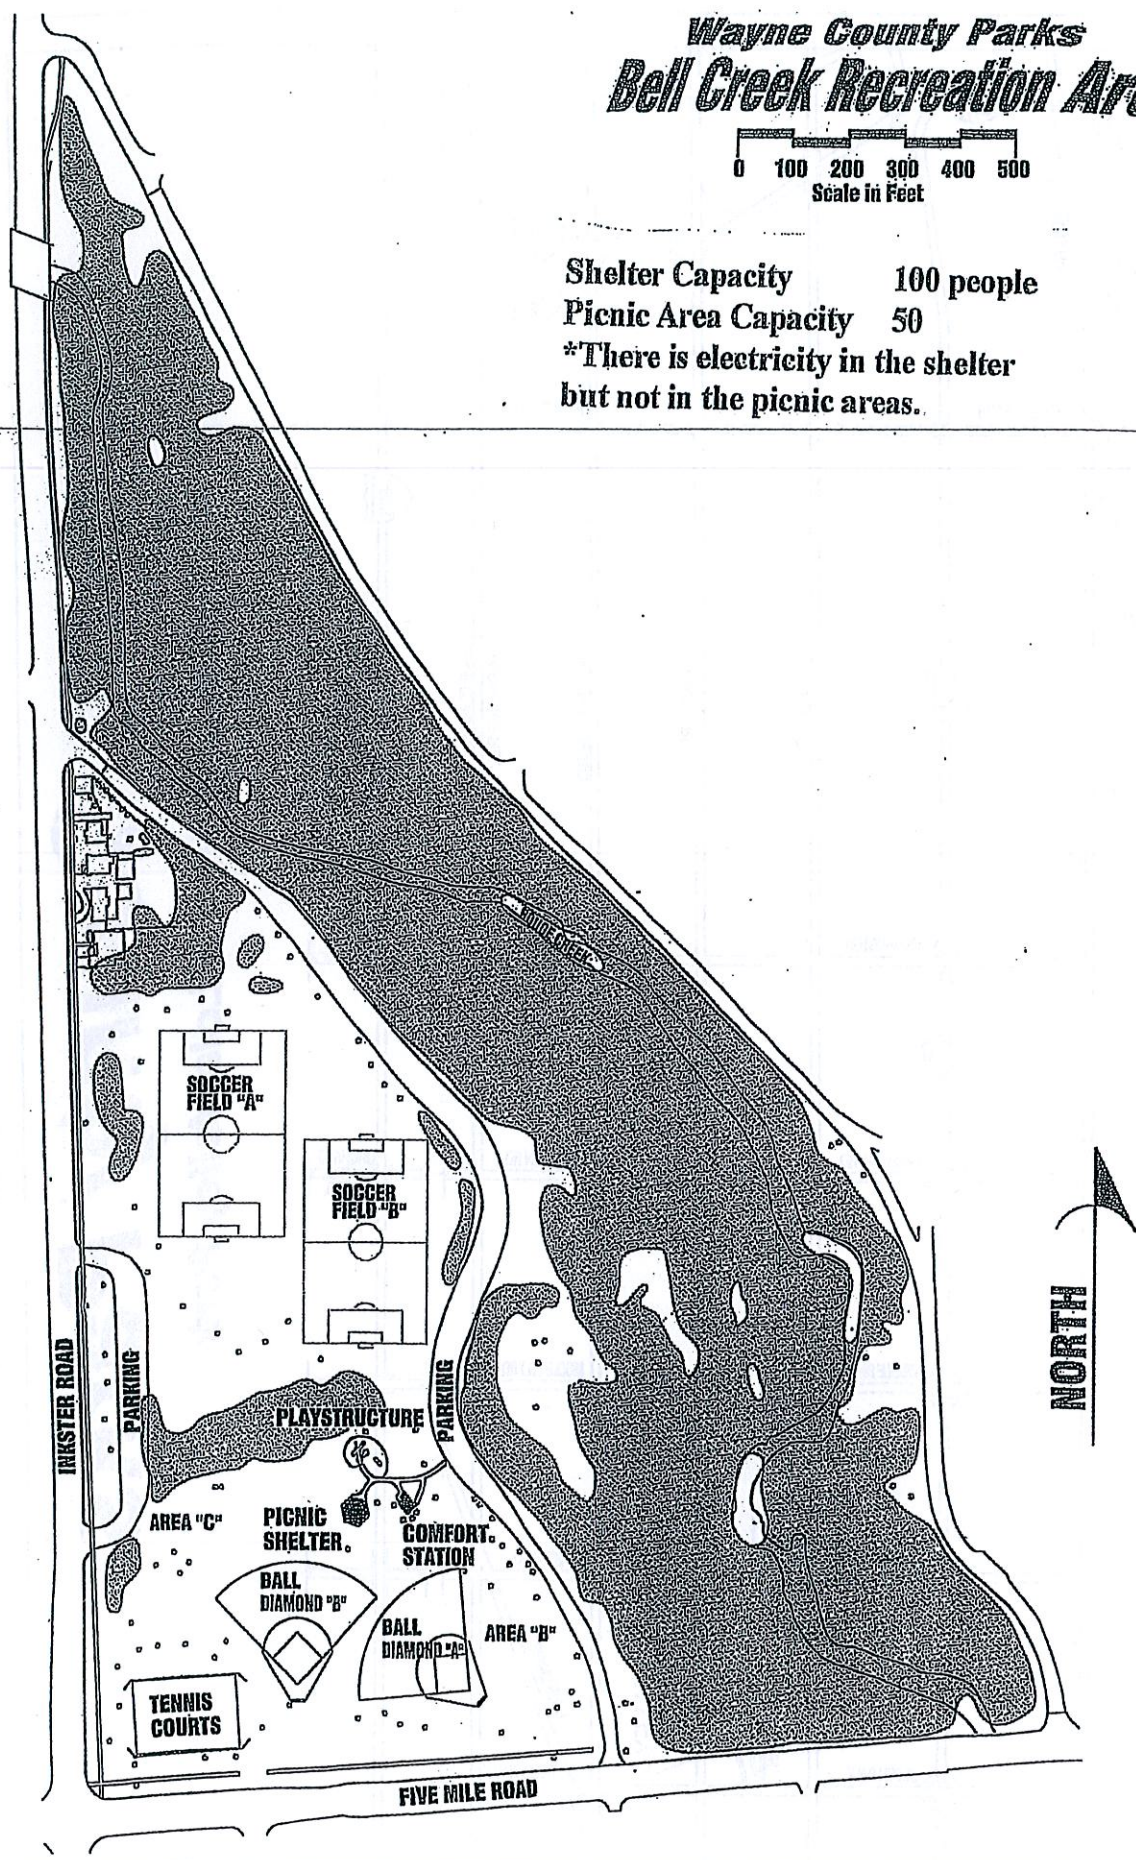 Wayne County Parks
Bell Creek Recreation Are
0 100 200 300 400 500
Scale in Feet
Shelter Capacity 100 people
Picnic Area Capacity 50
*There is electricity in the shelter
but not in the picnic areas.
CREEK
SOCCER
FIELD "A"
SOCCER
FIELD "B"
NORTH
INKSTER ROAD
PARKING
PARKING
PLAYSTRUCTURE
AREA "C"
PICNIC
SHELTER
COMFORT
STATION
BALL
DIAMOND "B"
BALL
DIAMOND "A"
AREA "B"
TENNIS
COURTS
FIVE MILE ROAD